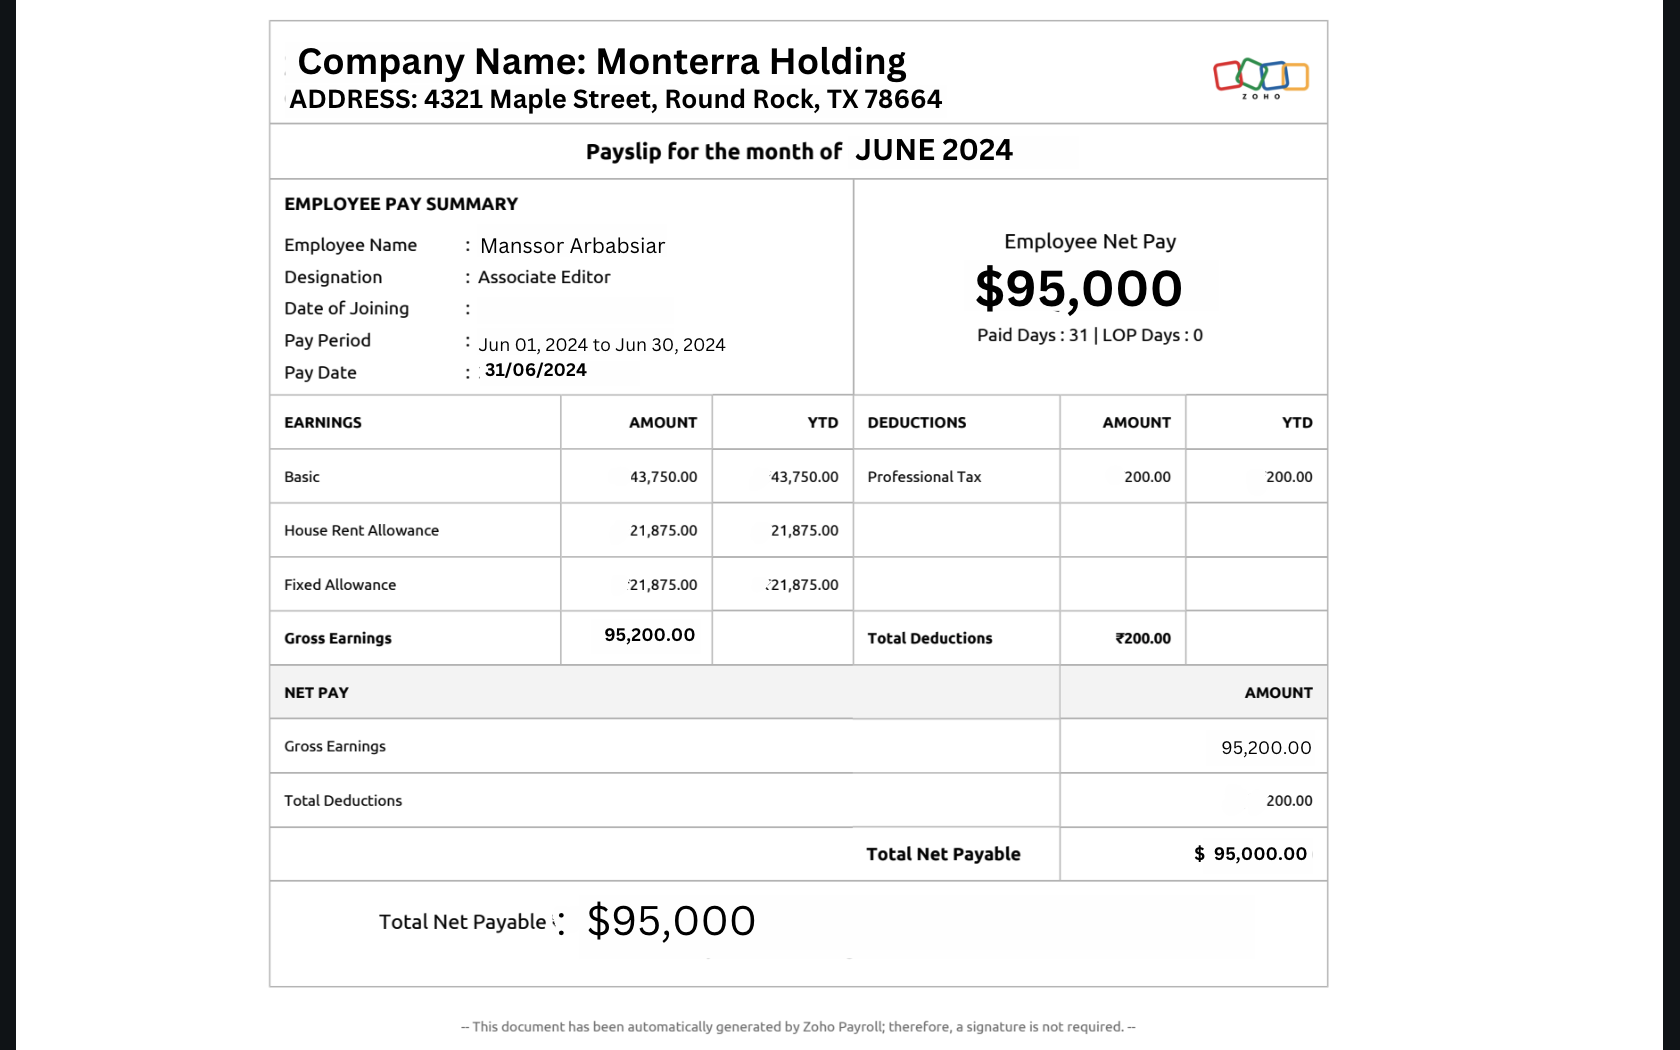 Company Name: Monterra Holding
ADDRESS: 4321 Maple Street, Round Rock, TX 78664
ZOHO
Payslip for the month of JUNE 2024
EMPLOYEE PAY SUMMARY
Employee Name : Manssor Arbabsiar
Designation : Associate Editor
Date of Joining :
Pay Period : Jun 01, 2024 to Jun 30, 2024
Pay Date : 31/06/2024
Employee Net Pay
$95,000
Paid Days : 31 | LOP Days : 0
EARNINGS AMOUNT YTD DEDUCTIONS AMOUNT YTD
Basic 43,750.00 43,750.00 Professional Tax 200.00 200.00
House Rent Allowance 21,875.00 21,875.00
Fixed Allowance 21,875.00 21,875.00
Gross Earnings 95,200.00 Total Deductions ₹200.00
NET PAY AMOUNT
Gross Earnings 95,200.00
Total Deductions 200.00
Total Net Payable $ 95,000.00
Total Net Payable : $95,000
-- This document has been automatically generated by Zoho Payroll; therefore, a signature is not required. --